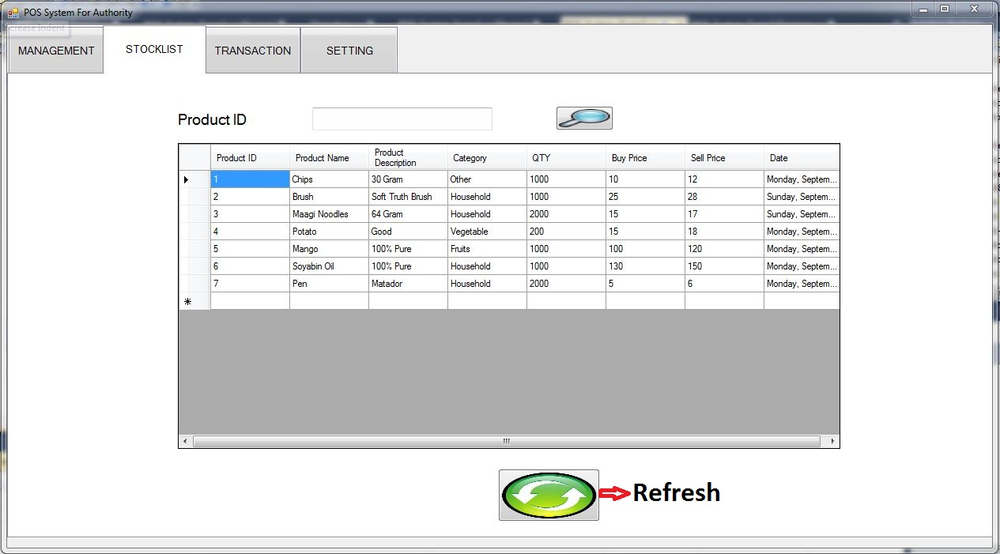 POS System For Authority
crease Indent
MANAGEMENT STOCKLIST TRANSACTION SETTING
Product ID
Product ID Product Name Product Description Category QTY Buy Price Sell Price Date
1 Chips 30 Gram Other 1000 10 12 Monday, Septem...
2 Brush Soft Truth Brush Household 1000 25 28 Sunday, Septem...
3 Maagi Noodles 64 Gram Household 2000 15 17 Sunday, Septem...
4 Potato Good Vegetable 200 15 18 Monday, Septem...
5 Mango 100% Pure Fruits 1000 100 120 Monday, Septem...
6 Soyabin Oil 100% Pure Household 1000 130 150 Monday, Septem...
7 Pen Matador Household 2000 5 6 Monday, Septem...
Refresh